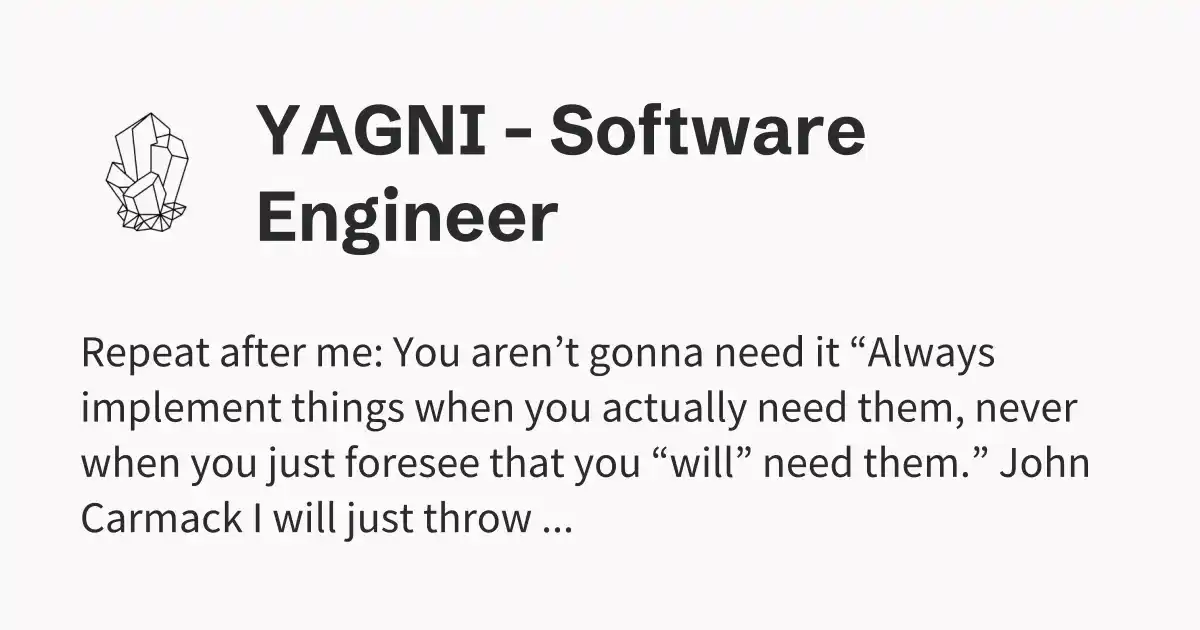 YAGNI - Software
Engineer
Repeat after me: You aren’t gonna need it “Always
implement things when you actually need them, never
when you just foresee that you “will” need them.” John
Carmack I will just throw ...